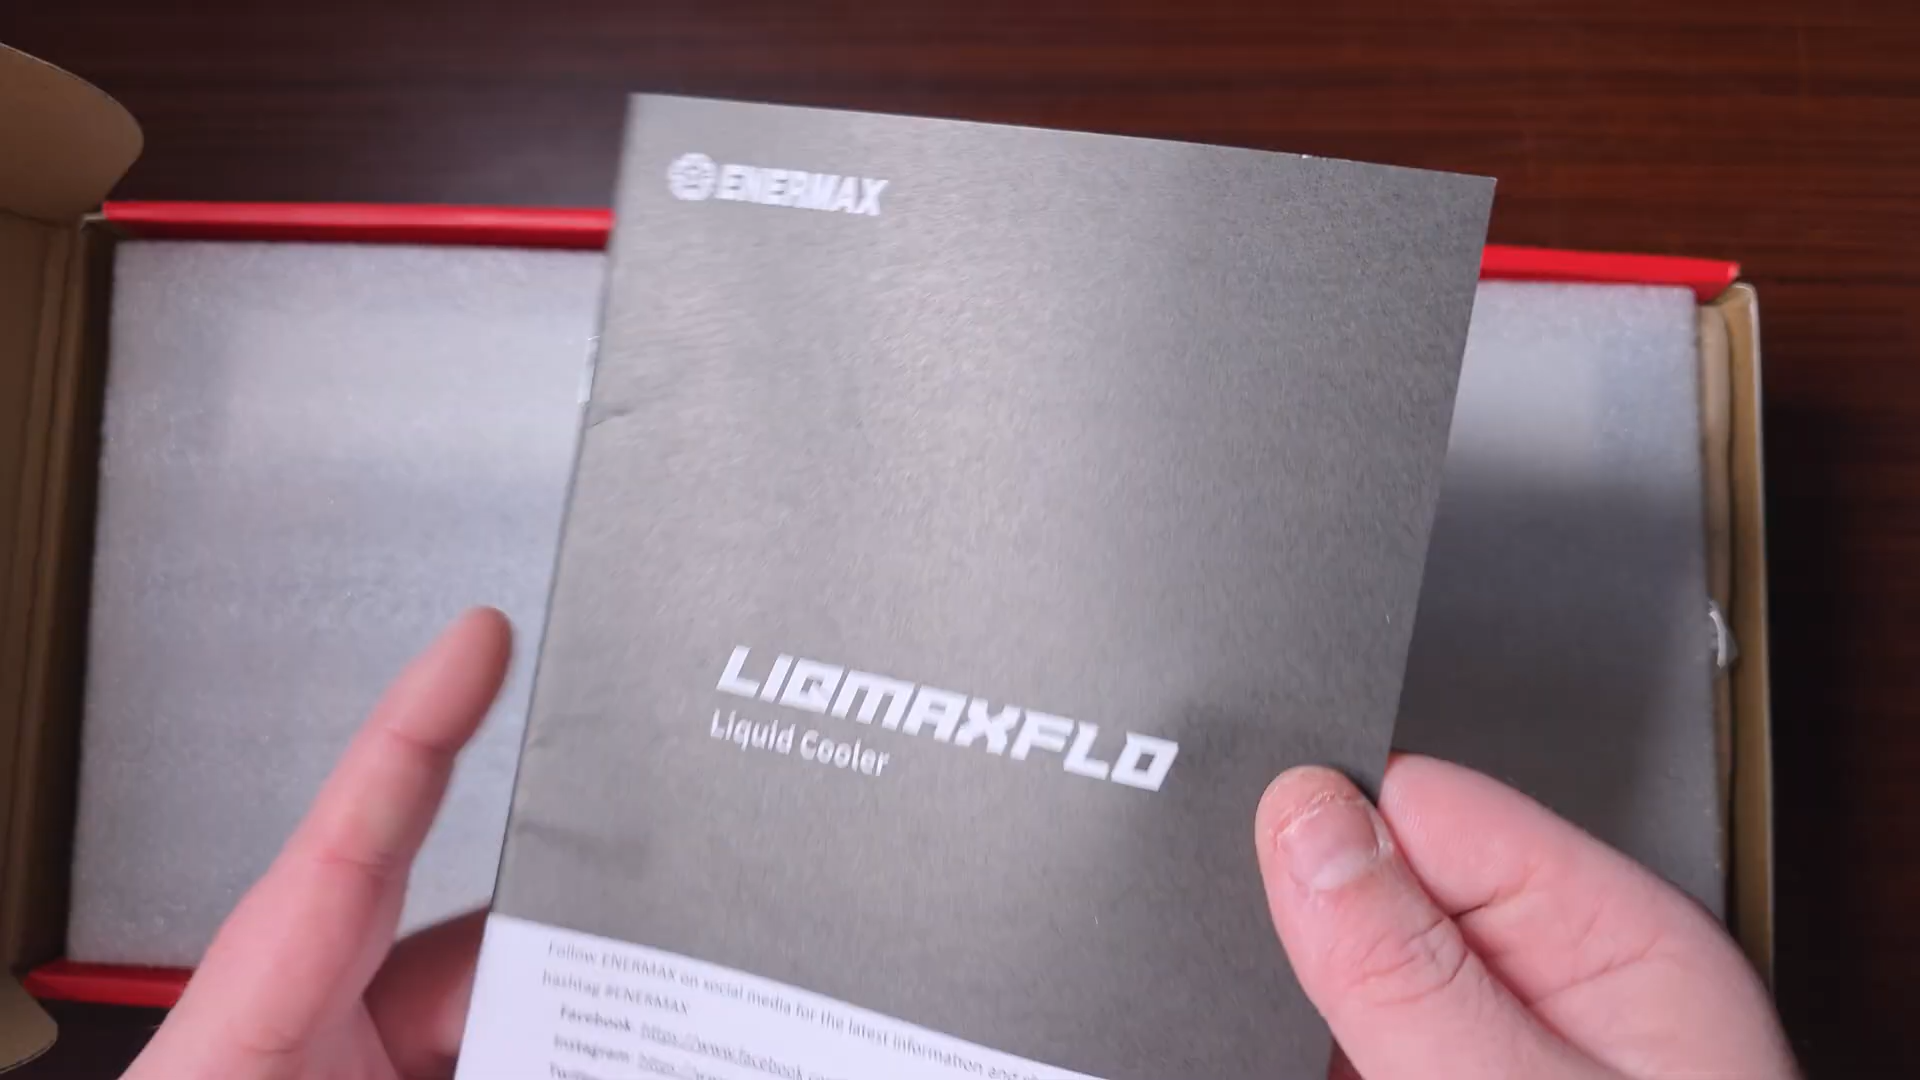 ENERMAX
LIQMAXFLO
Liquid Cooler
Follow ENERMAX on social media for the latest information and
hashtag #ENERMAX
Facebook: https://www.facebook
Instagram: https://